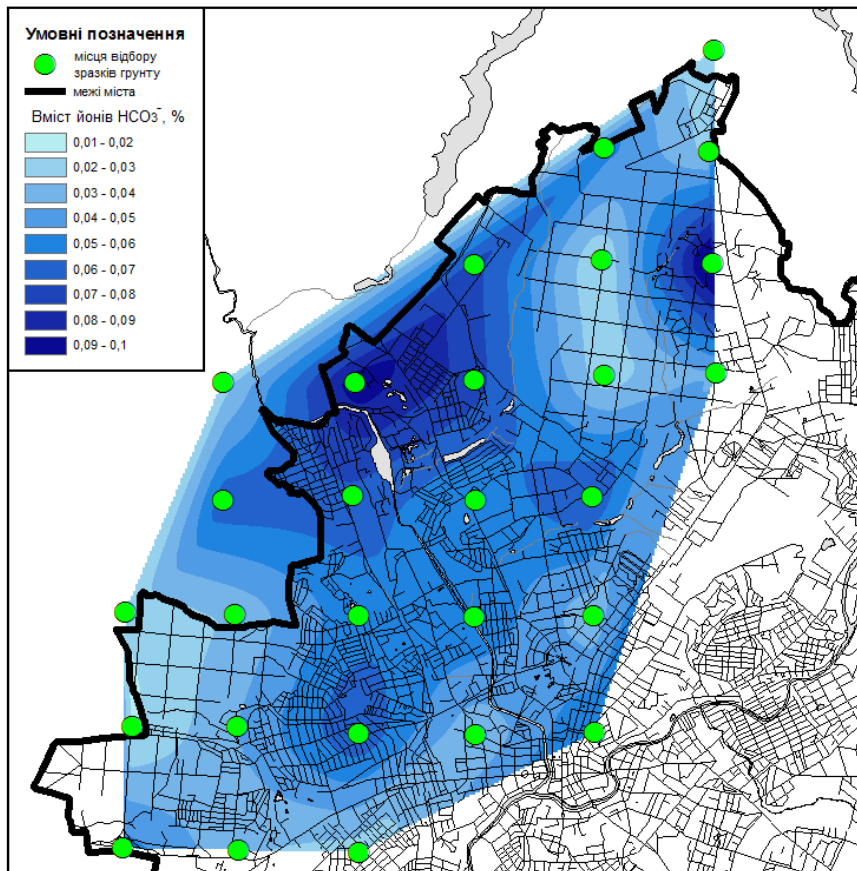 Умовні позначення
місця відбору
зразків грунту
межі міста
Вміст йонів HCO₃⁻, %
0,01 - 0,02
0,02 - 0,03
0,03 - 0,04
0,04 - 0,05
0,05 - 0,06
0,06 - 0,07
0,07 - 0,08
0,08 - 0,09
0,09 - 0,1